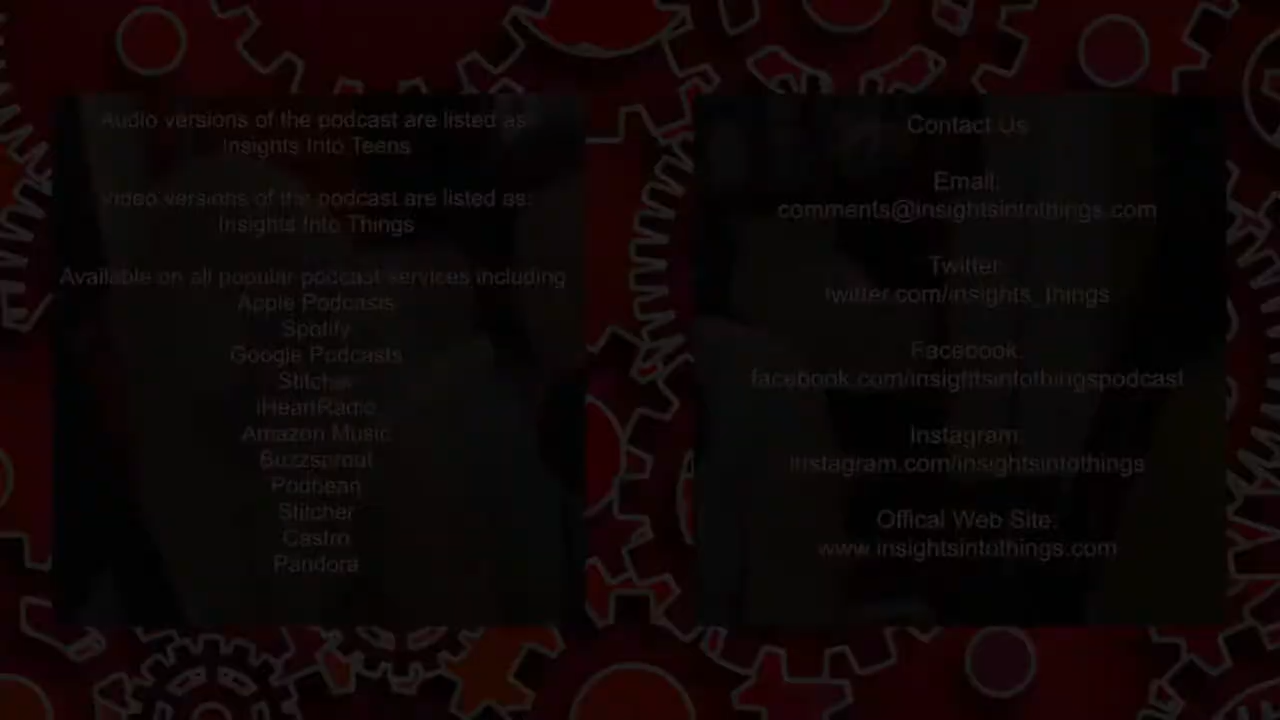 Audio versions of the podcast are listed as:
Insights Into Teens
Video versions of the podcast are listed as:
Insights Into Things
Available on all popular podcast services including
Apple Podcasts
Spotify
Google Podcasts
Stitcher
iHeartRadio
Amazon Music
Buzzsprout
Podbean
Stitcher
Castro
Pandora
Contact Us
Email:
comments@insightsintothings.com
Twitter:
twitter.com/insights_things
Facebook:
facebook.com/insightsintothingspodcast
Instagram:
instagram.com/insightsintothings
Offical Web Site:
www.insightsintothings.com